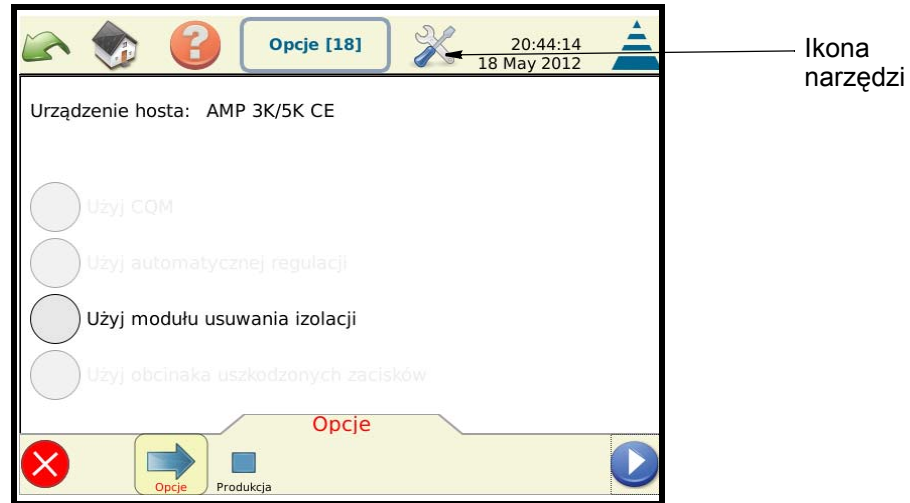 Opcje [18]
20:44:14
18 May 2012
Ikona
narzędzi
Urządzenie hosta: AMP 3K/5K CE
Użyj CQM
Użyj automatycznej regulacji
Użyj modułu usuwania izolacji
Użyj obcinaka uszkodzonych zacisków
Opcje
Opcje
Produkcja